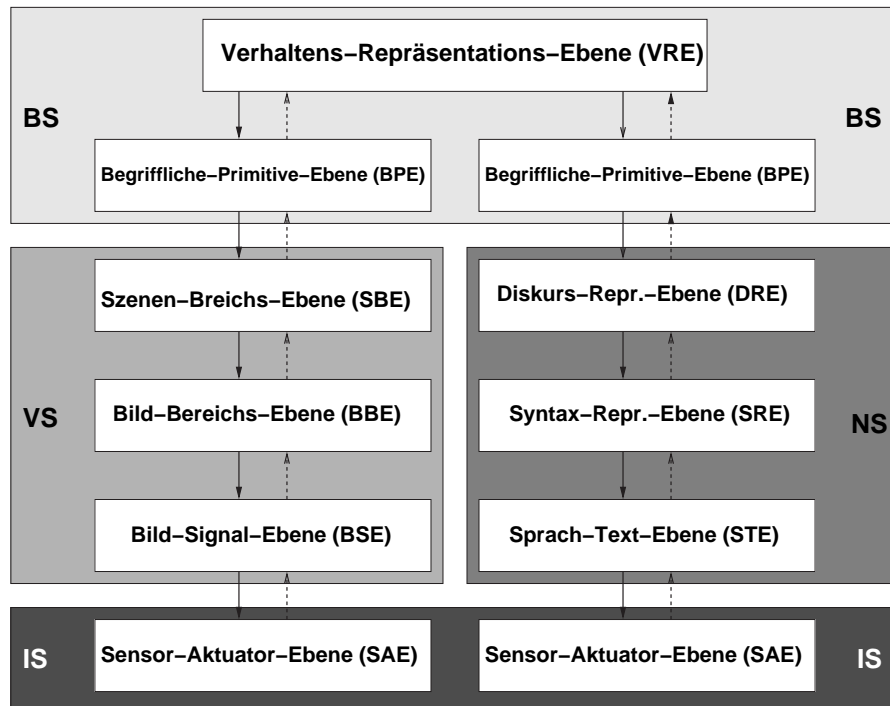 Verhaltens−Repräsentations−Ebene (VRE)
BS
BS
Begriffliche−Primitive−Ebene (BPE)
Begriffliche−Primitive−Ebene (BPE)
Szenen−Breichs−Ebene (SBE)
Diskurs−Repr.−Ebene (DRE)
VS
Bild−Bereichs−Ebene (BBE)
Syntax−Repr.−Ebene (SRE)
NS
Bild−Signal−Ebene (BSE)
Sprach−Text−Ebene (STE)
IS
Sensor−Aktuator−Ebene (SAE)
Sensor−Aktuator−Ebene (SAE)
IS